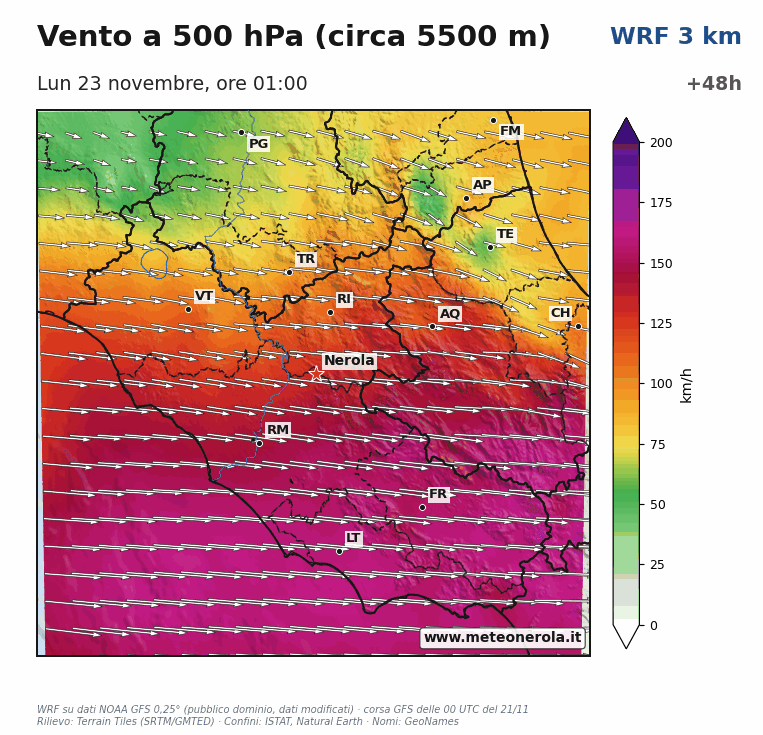 Vento a 500 hPa (circa 5500 m)
WRF 3 km
Lun 23 novembre, ore 01:00
+48h
FM
PG
AP
TE
TR
VT
RI
AQ
CH
Nerola
RM
FR
LT
www.meteonerola.it
200
175
150
125
100
75
50
25
0
km/h
WRF su dati NOAA GFS 0,25° (pubblico dominio, dati modificati) · corsa GFS delle 00 UTC del 21/11
Rilievo: Terrain Tiles (SRTM/GMTED) · Confini: ISTAT, Natural Earth · Nomi: GeoNames